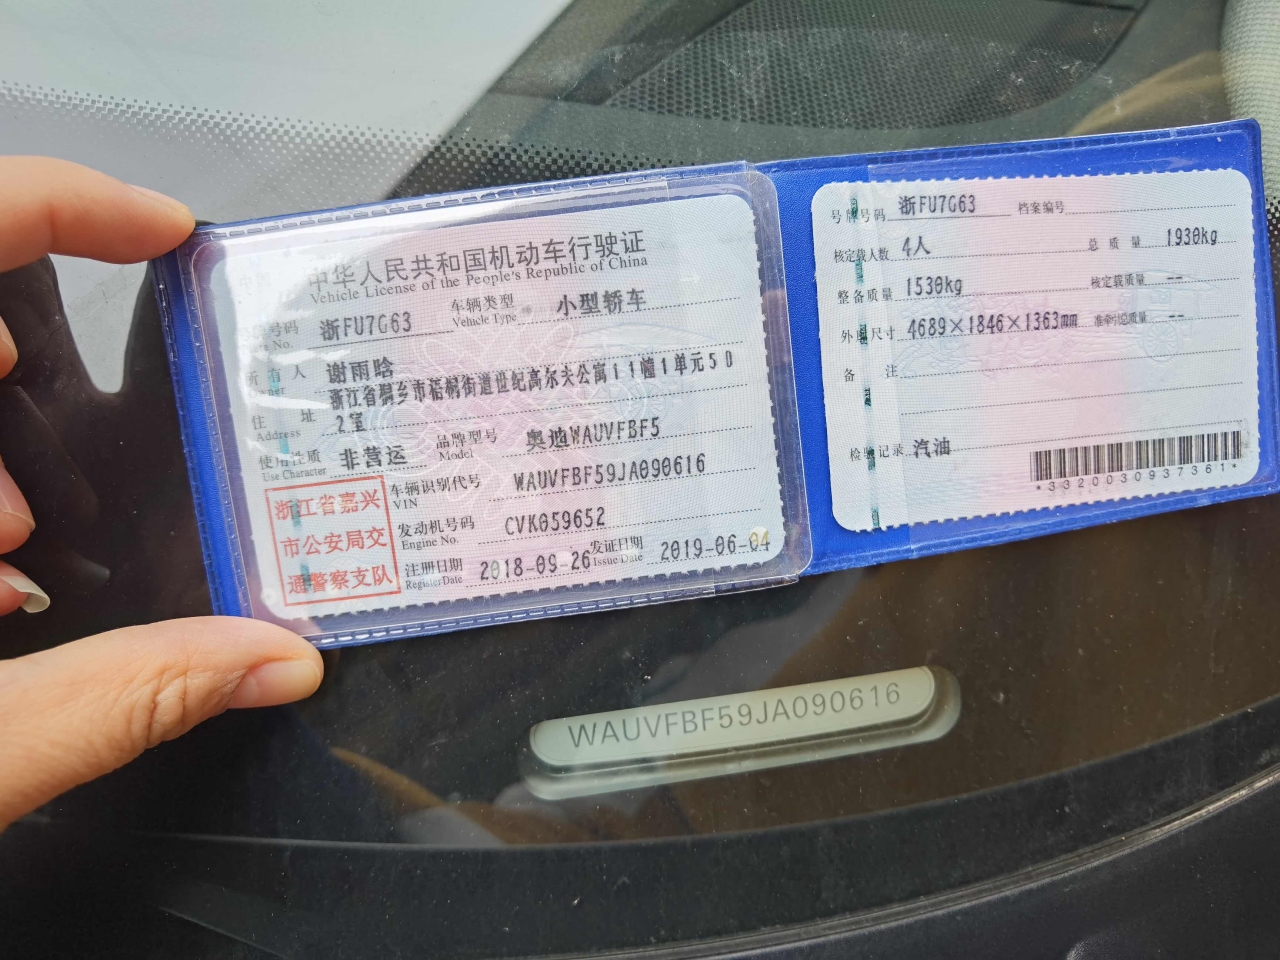 中华人民共和国机动车行驶证
Vehicle License of the People's Republic of China
号码 浙FU7G63 车辆类型 小型轿车
No. Vehicle Type
所有人 谢雨晗
Owner
住址 浙江省桐乡市梧桐街道世纪高尔夫公寓11幢1单元50
Address 2室
使用性质 非营运 品牌型号 奥迪WAUVFBF5
Use Character Model
浙江省嘉兴
市公安局交
通警察支队
车辆识别代号 WAUVFBF59JA090616
VIN
发动机号码 CVK059652
Engine No.
注册日期 2018-09-26 发证日期 2019-06-04
Register Date Issue Date
号牌号码 浙FU7G63 档案编号
核定载人数 4人 总质量 1930kg
整备质量 1530kg 核定载质量 --
外廓尺寸 4689×1846×1363mm 准牵引总质量 --
备注
检验记录 汽油
*3320030937361*
WAUVFBF59JA090616